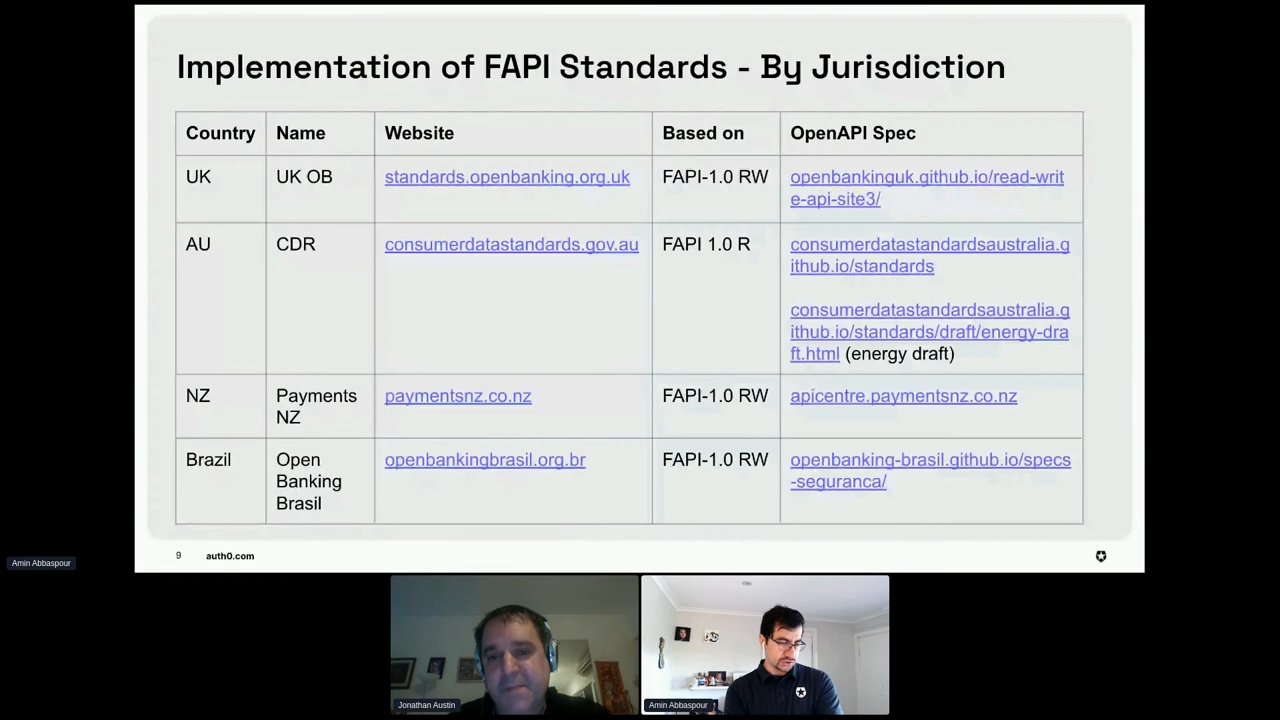 Implementation of FAPI Standards - By Jurisdiction
Country Name Website Based on OpenAPI Spec
UK UK OB standards.openbanking.org.uk FAPI-1.0 RW openbankinguk.github.io/read-writ
e-api-site3/
AU CDR consumerdatastandards.gov.au FAPI 1.0 R consumerdatastandardsaustralia.g
ithub.io/standards
consumerdatastandardsaustralia.g
ithub.io/standards/draft/energy-dra
ft.html (energy draft)
NZ Payments paymentsnz.co.nz FAPI-1.0 RW apicentre.paymentsnz.co.nz
NZ
Brazil Open openbankingbrasil.org.br FAPI-1.0 RW openbanking-brasil.github.io/specs
Banking -seguranca/
Brasil
9 auth0.com
Amin Abbaspour
Jonathan Austin
Amin Abbaspour